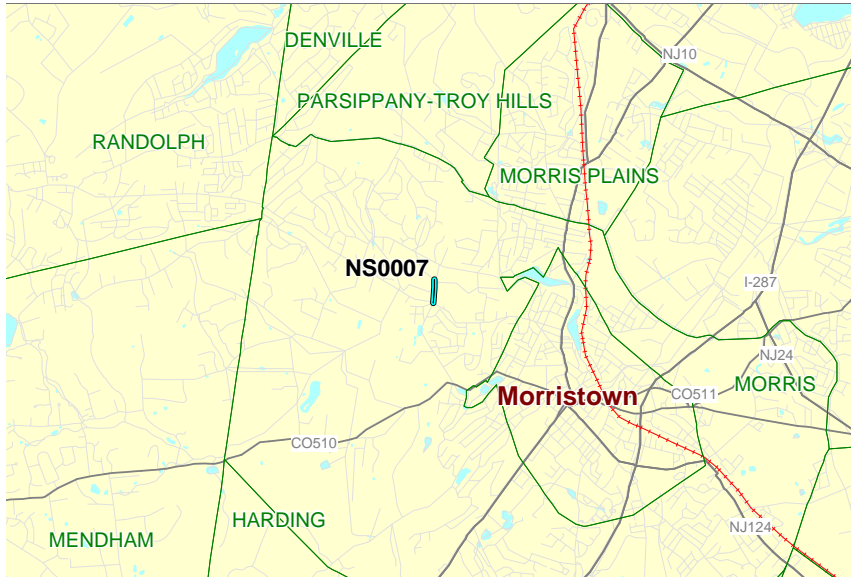 DENVILLE
NJ10
PARSIPPANY-TROY HILLS
RANDOLPH
MORRIS PLAINS
NS0007
I-287
NJ24
MORRIS
Morristown
CO511
CO510
HARDING
NJ124
MENDHAM